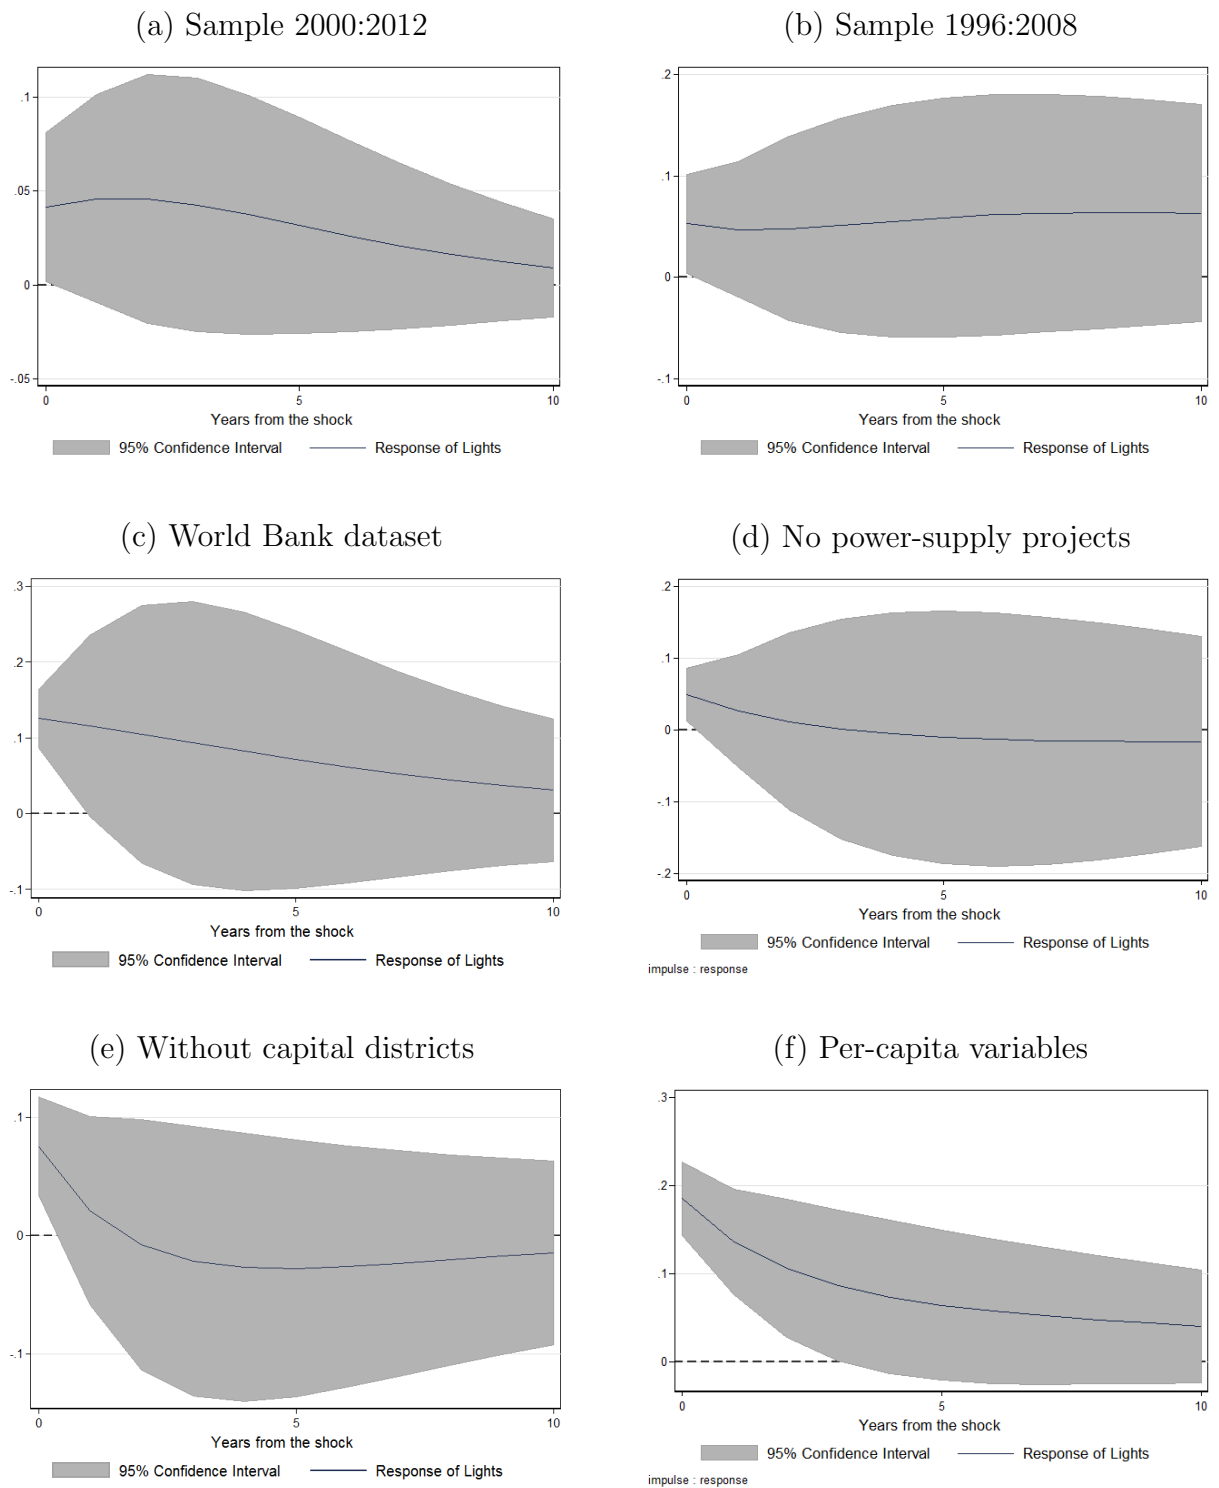 (a) Sample 2000:2012
.1
.05
0
-.05
0 5 10
Years from the shock
95% Confidence Interval Response of Lights
(b) Sample 1996:2008
.2
.1
0
-.1
0 5 10
Years from the shock
95% Confidence Interval Response of Lights
(c) World Bank dataset
.3
.2
.1
0
-.1
0 5 10
Years from the shock
95% Confidence Interval Response of Lights
(d) No power-supply projects
.2
.1
0
-.1
-.2
0 5 10
Years from the shock
95% Confidence Interval Response of Lights
impulse : response
(e) Without capital districts
.1
0
-.1
0 5 10
Years from the shock
95% Confidence Interval Response of Lights
(f) Per-capita variables
.3
.2
.1
0
0 5 10
Years from the shock
95% Confidence Interval Response of Lights
impulse : response